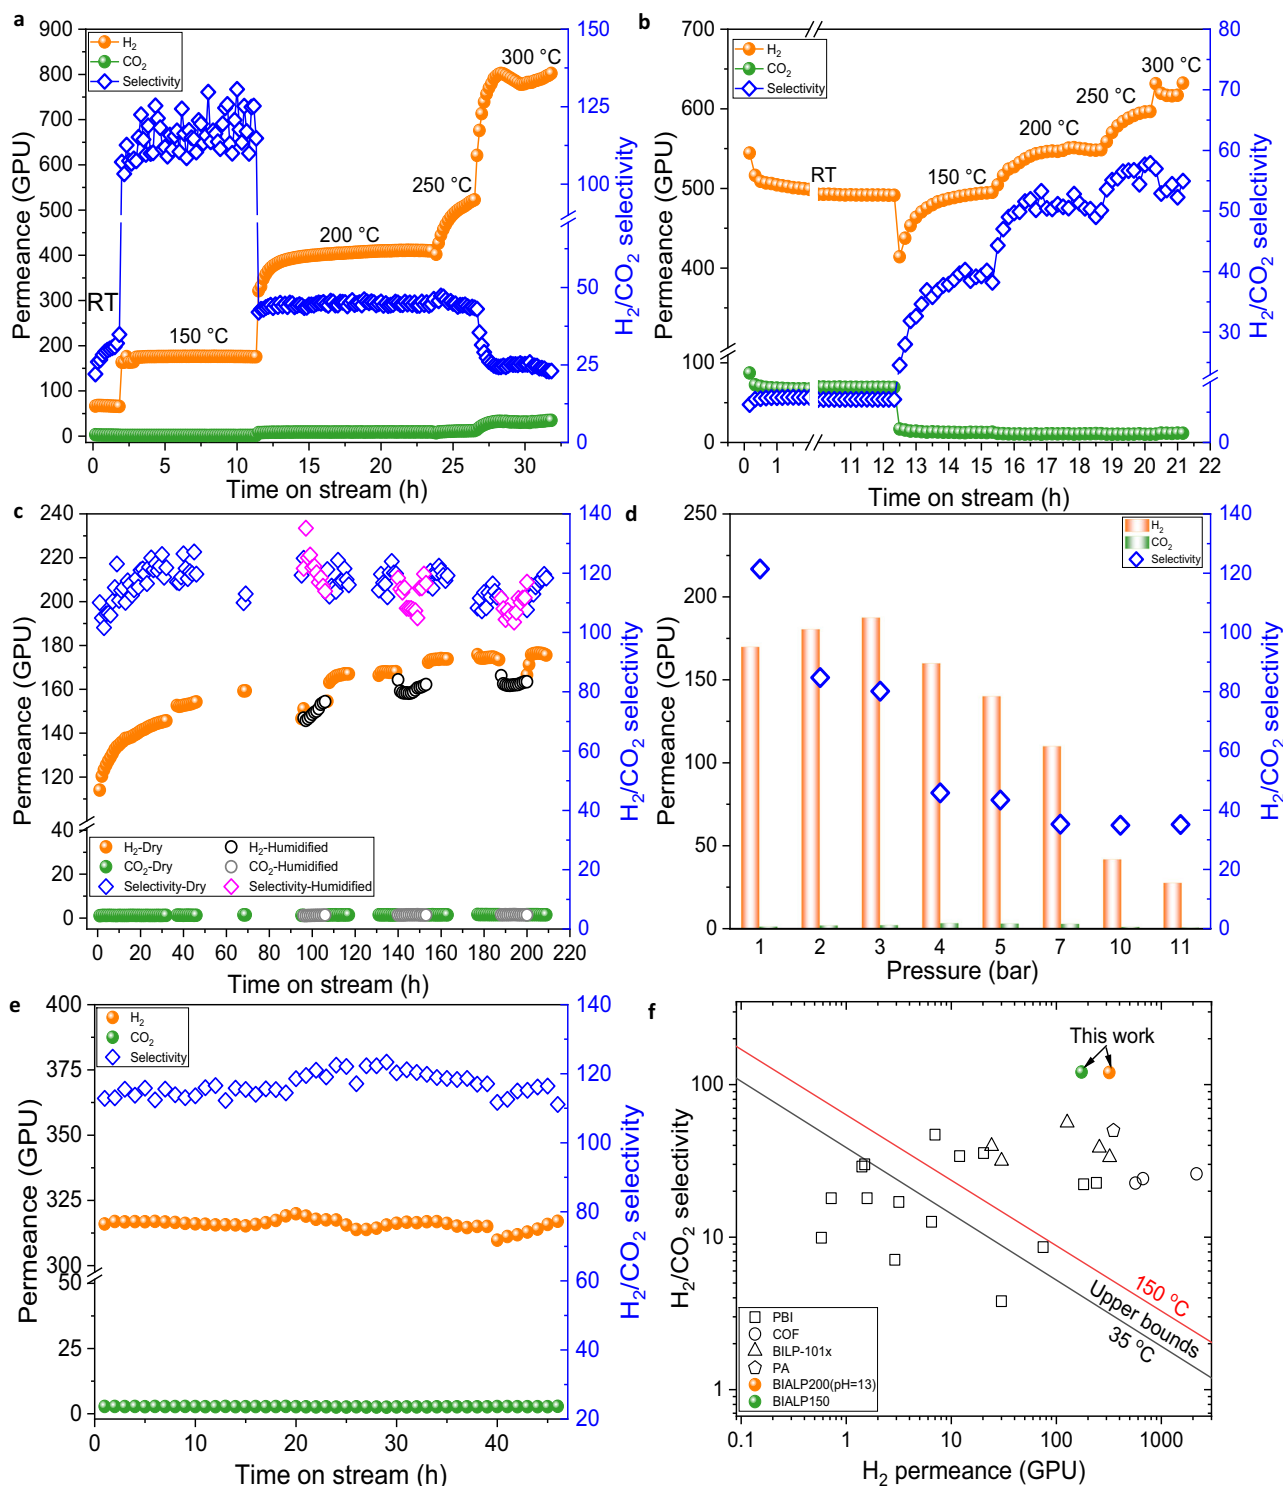 a
Permeance (GPU)
900
800
700
600
500
400
300
200
100
0
H2
CO2
Selectivity
RT
150 °C
200 °C
250 °C
300 °C
150
125
100
50
25
0
H2/CO2 selelctivity
0 5 10 15 20 25 30
Time on stream (h)
b
Permeance (GPU)
700
600
500
400
100
0
H2
CO2
Selectivity
RT
150 °C
200 °C
250 °C
300 °C
80
70
60
50
40
30
10
0
H2/CO2 selelctivity
0 1 11 12 13 14 15 16 17 18 19 20 21 22
Time on stream (h)
c
Permeance (GPU)
240
220
200
180
160
140
120
40
20
0
H2-Dry
CO2-Dry
Selectivity-Dry
H2-Humidified
CO2-Humidified
Selectivity-Humidified
140
120
100
80
60
40
20
0
H2/CO2 selectivity
0 20 40 60 80 100 120 140 160 180 200 220
Time on stream (h)
d
Permeance (GPU)
250
200
150
100
50
0
H2
CO2
Selectivity
140
120
100
80
60
40
20
0
H2/CO2 selectivity
1 2 3 4 5 7 10 11
Pressure (bar)
e
Permeance (GPU)
400
375
350
325
300
50
25
0
H2
CO2
Selectivity
140
120
100
80
60
40
20
H2/CO2 selectivity
0 10 20 30 40
Time on stream (h)
f
H2/CO2 selectivity
100
10
1
This work
150 °C
Upper bounds
35 °C
PBI
COF
BILP-101x
PA
BIALP200(pH=13)
BIALP150
0.1 1 10 100 1000
H2 permeance (GPU)